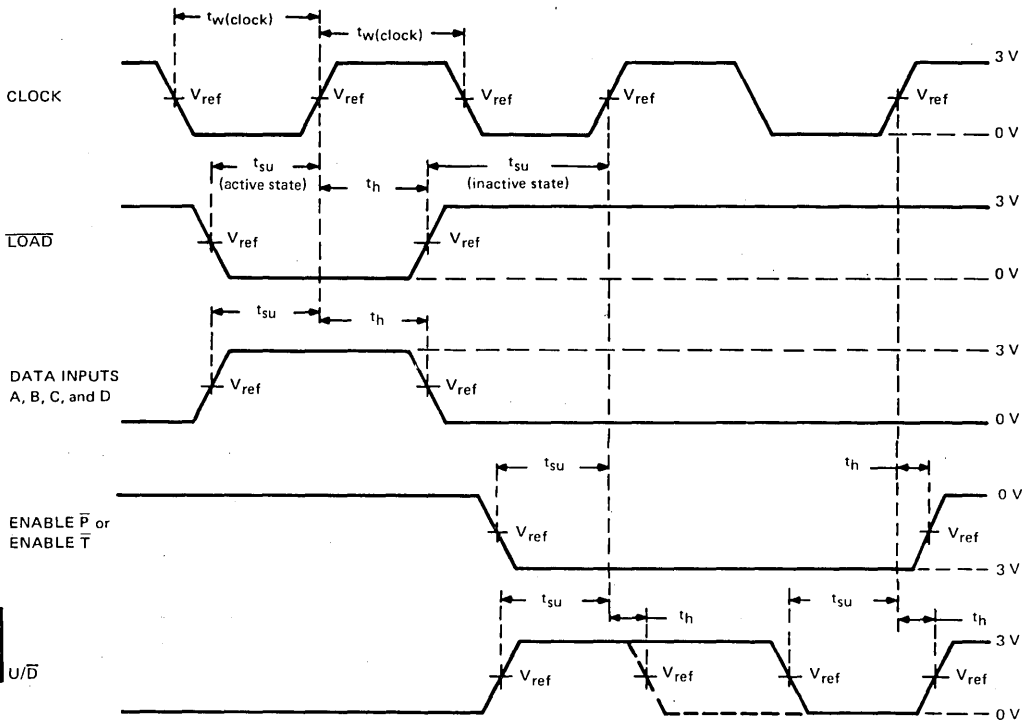 tw(clock)
tw(clock)
CLOCK
Vref
Vref
Vref
Vref
Vref
3 V
0 V
tsu
(active state)
th
tsu
(inactive state)
LOAD
Vref
Vref
3 V
0 V
tsu
th
DATA INPUTS
A, B, C, and D
Vref
Vref
3 V
0 V
tsu
th
ENABLE P̅ or
ENABLE T̅
Vref
Vref
0 V
3 V
tsu
th
tsu
th
U/D̅
Vref
Vref
Vref
Vref
3 V
0 V